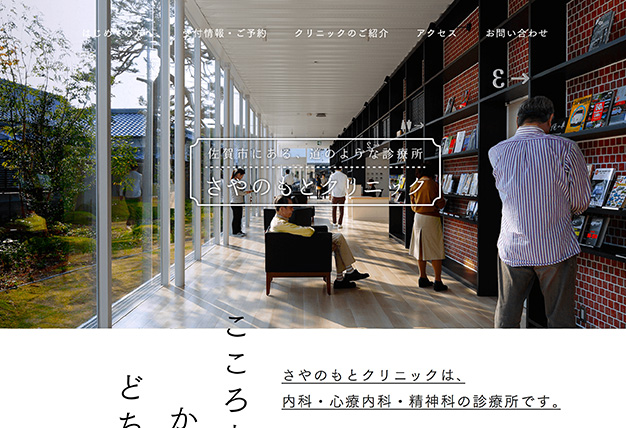 はじめての方へ
受付情報・ご予約
クリニックのご紹介
アクセス
お問い合わせ
3→
佐賀市にある、道のような診療所
さやのもとクリニック
こころ
か
どち
さやのもとクリニックは、
内科・心療内科・精神科の診療所です。